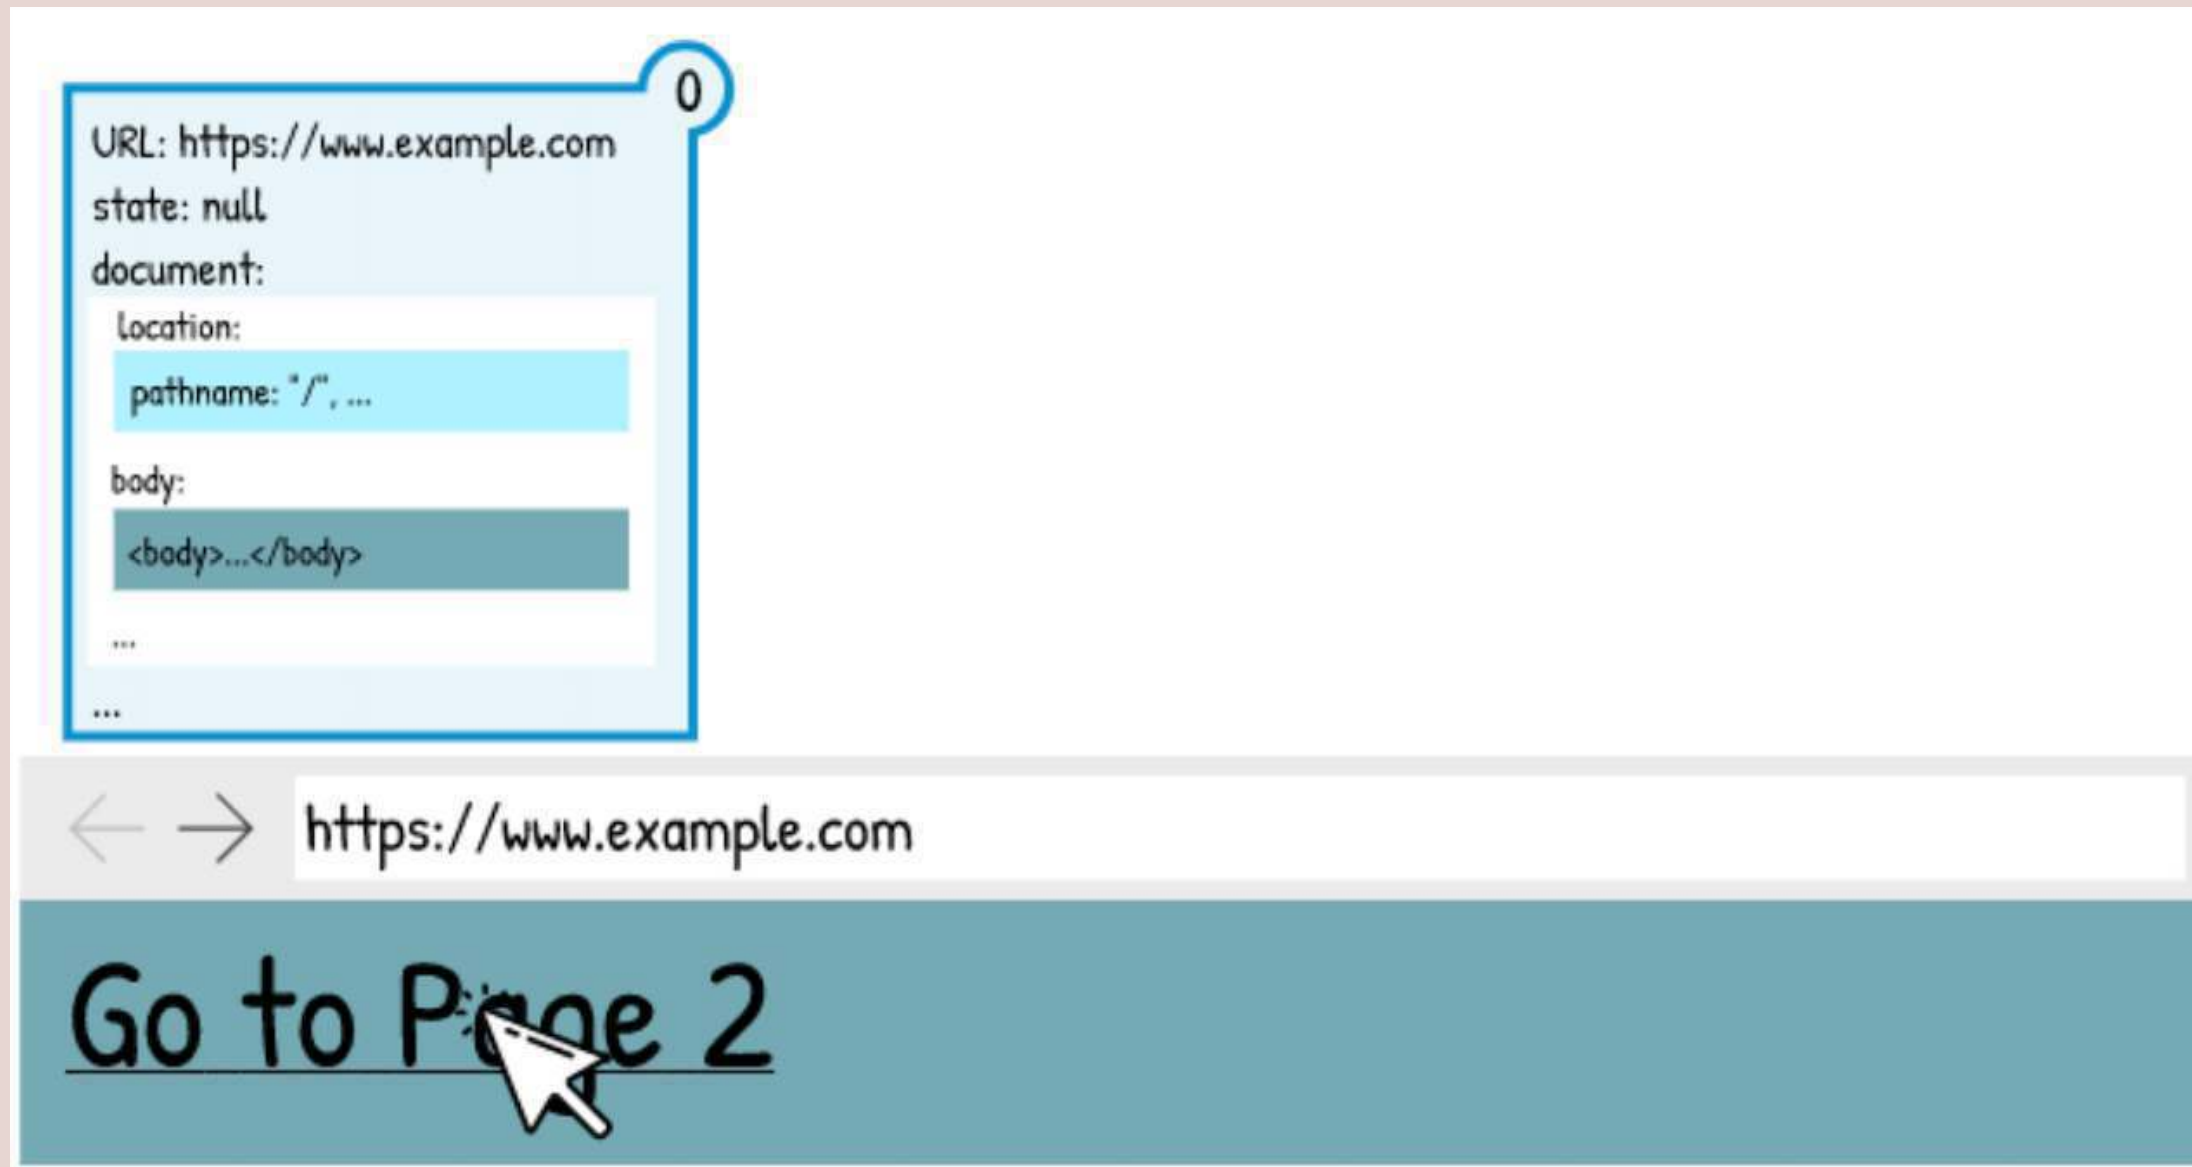 0
URL: https://www.example.com
state: null
document:
location:
pathname: "/", ...
body:
<body>...</body>
...
...
https://www.example.com
Go to Page 2